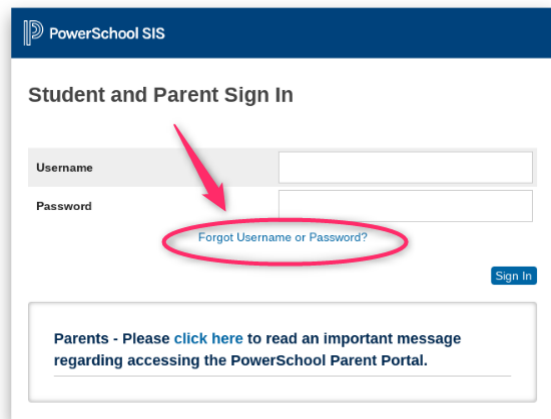 PowerSchool SIS
Student and Parent Sign In
Username
Password
Forgot Username or Password?
Sign In
Parents - Please click here to read an important message
regarding accessing the PowerSchool Parent Portal.